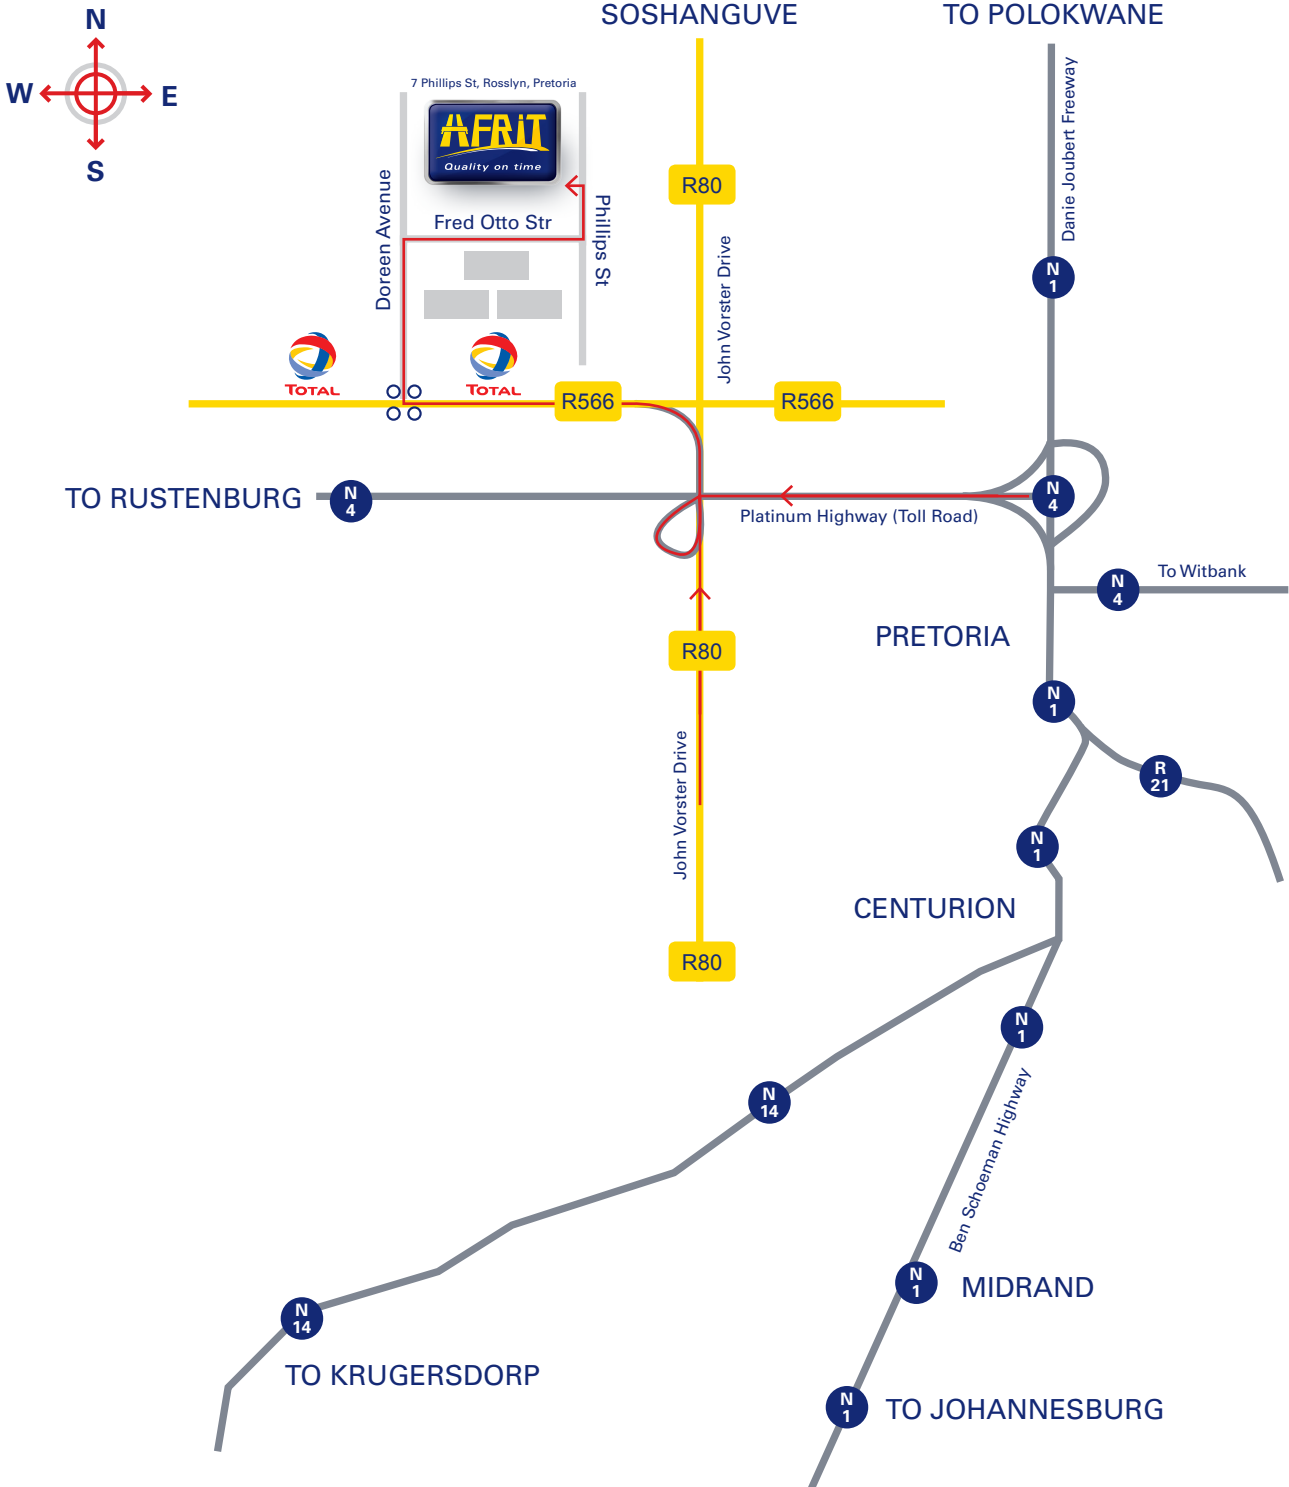 SOSHANGUVE
TO POLOKWANE
N
W
E
S
7 Phillips St, Rosslyn, Pretoria
AFRIT
Quality on time
Danie Joubert Freeway
R80
Doreen Avenue
Fred Otto Str
Phillips St
John Vorster Drive
N
1
TOTAL
TOTAL
R566
R566
TO RUSTENBURG
N
4
N
4
Platinum Highway (Toll Road)
To Witbank
N
4
PRETORIA
R80
N
1
John Vorster Drive
R
21
N
1
CENTURION
R80
N
1
N
14
Ben Schoeman Highway
N
1
MIDRAND
N
14
TO KRUGERSDORP
N
1
TO JOHANNESBURG